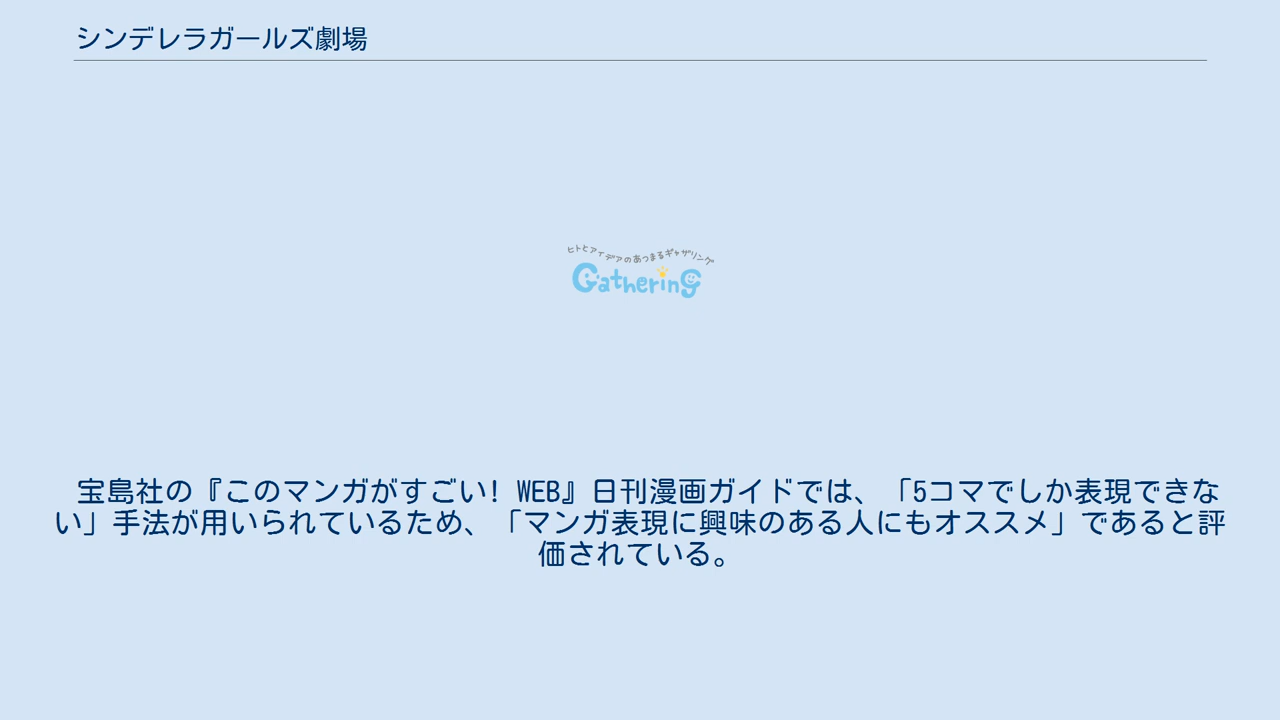 シンデレラガールズ劇場
ヒトとアイデアのあつまるギャザリング
Gathering
宝島社の『このマンガがすごい! WEB』日刊漫画ガイドでは、「5コマでしか表現できな
い」手法が用いられているため、「マンガ表現に興味のある人にもオススメ」であると評
価されている。